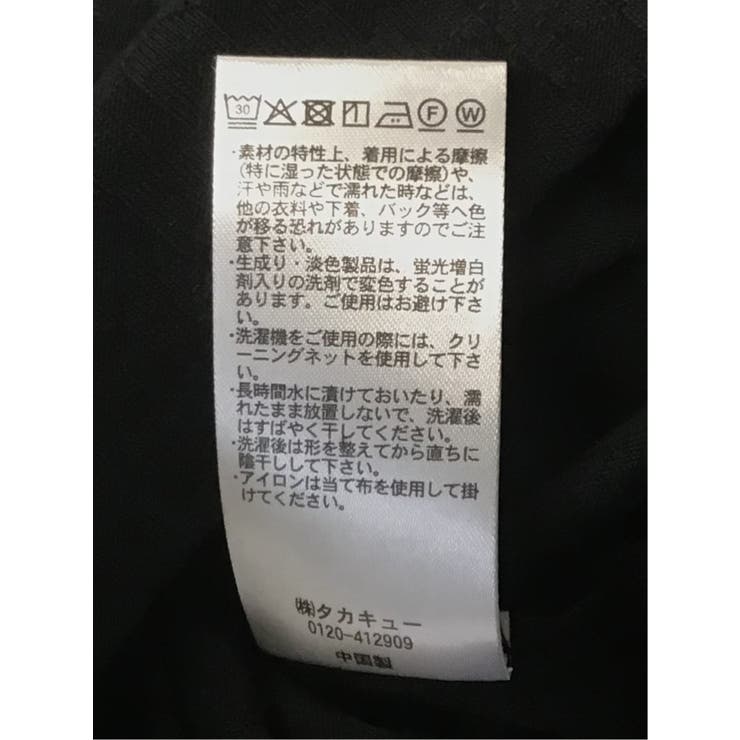 30 F W
・素材の特性上、着用による摩擦
(特に湿った状態での摩擦)や、
汗や雨などで濡れた時などは、
他の衣料や下着、バック等へ色
が移る恐れがありますのでご注
意下さい。
・生成り・淡色製品は、蛍光増白
剤入りの洗剤で変色することが
あります。ご使用はお避け下さ
い。
・洗濯機をご使用の際には、クリ
ーニングネットを使用して下さ
い。
・長時間水に漬けておいたり、濡
れたまま放置しないで、洗濯後
はすばやく干してください。
・洗濯後は形を整えてから直ちに
陰干しして下さい。
・アイロンは当て布を使用して掛
けてください。
㈱タカキュー
0120-412909
中国製